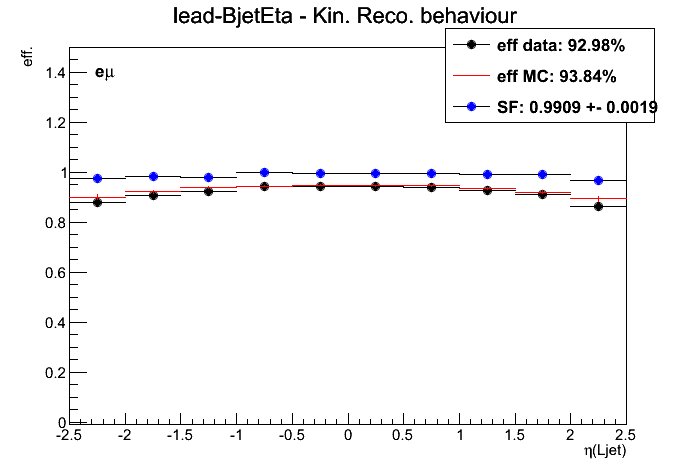 lead-BjetEta - Kin. Reco. behaviour
eff.
eμ
eff data: 92.98%
eff MC: 93.84%
SF: 0.9909 +- 0.0019
1.4
1.2
1
0.8
0.6
0.4
0.2
0
-2.5 -2 -1.5 -1 -0.5 0 0.5 1 1.5 2 2.5
η(Ljet)